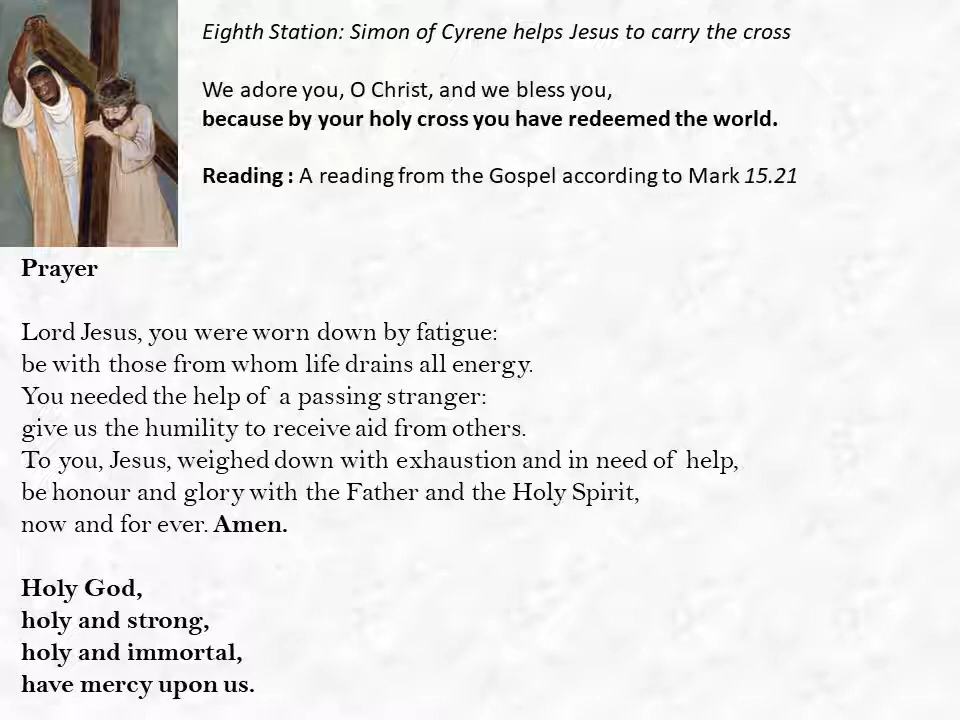 Eighth Station: Simon of Cyrene helps Jesus to carry the cross
We adore you, O Christ, and we bless you,
because by your holy cross you have redeemed the world.
Reading : A reading from the Gospel according to Mark 15.21
Prayer
Lord Jesus, you were worn down by fatigue:
be with those from whom life drains all energy.
You needed the help of a passing stranger:
give us the humility to receive aid from others.
To you, Jesus, weighed down with exhaustion and in need of help,
be honour and glory with the Father and the Holy Spirit,
now and for ever. Amen.
Holy God,
holy and strong,
holy and immortal,
have mercy upon us.